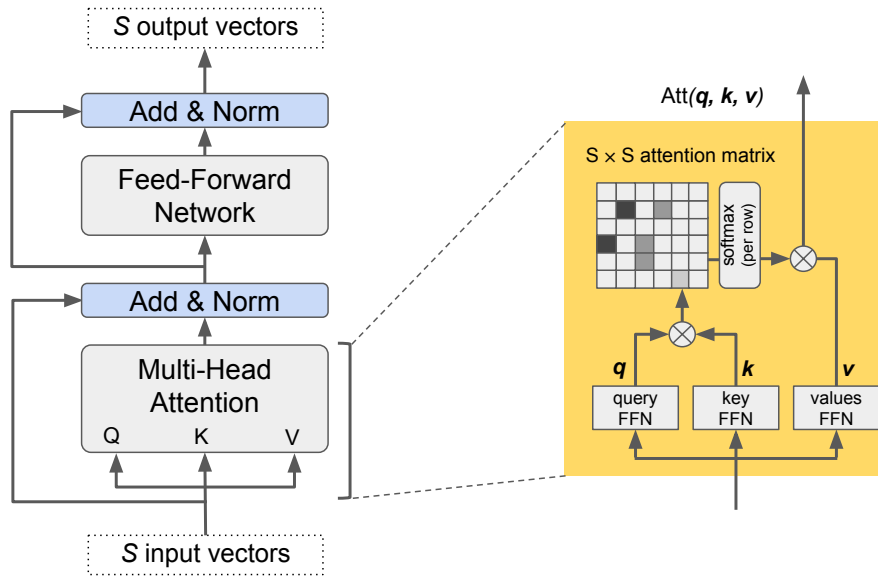 S output vectors
Add & Norm
Feed-Forward
Network
Add & Norm
Multi-Head
Attention
Q K V
S input vectors
Att(q, k, v)
S × S attention matrix
softmax
(per row)
q k v
query
FFN
key
FFN
values
FFN